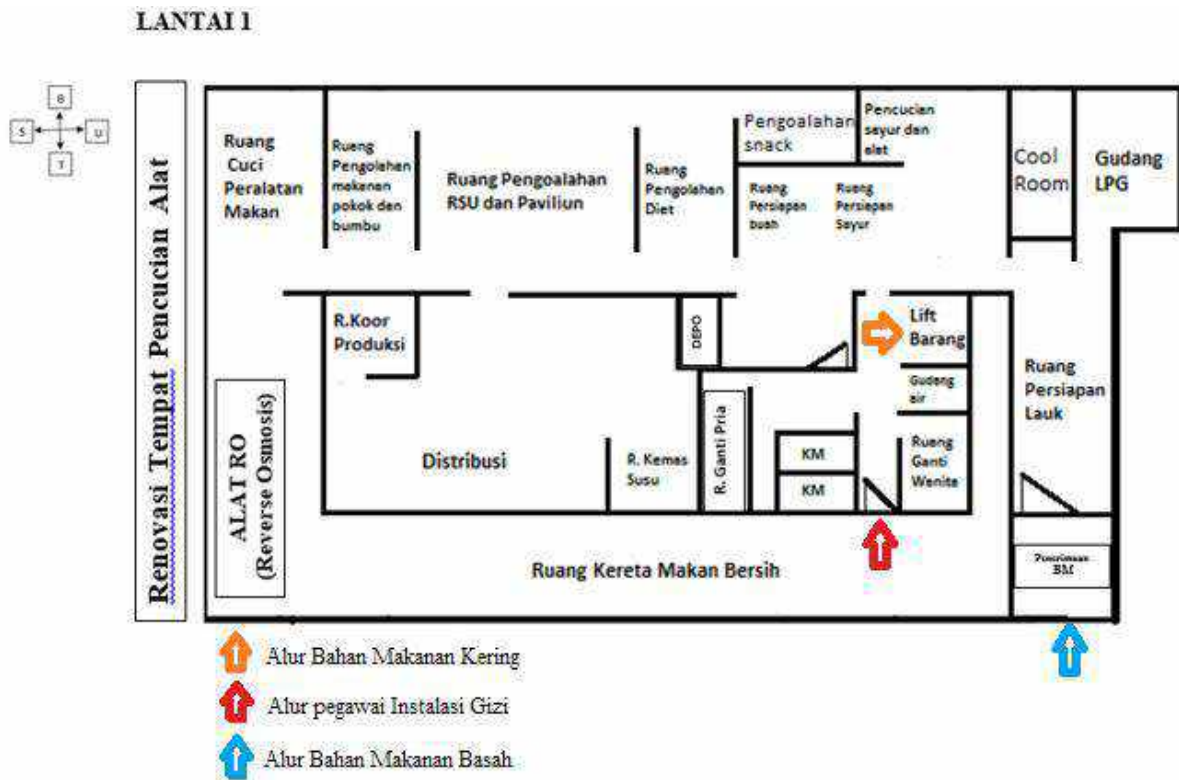 LANTAI 1
B
S
U
T
Renovasi Tempat Pencucian Alat
Ruang
Cuci
Peralatan
Makan
Ruang
Pengolahan
makanan
pokok dan
bumbu
Ruang Pengoalahan
RSU dan Paviliun
Ruang
Pengolahan
Diet
Pengoalahan
snack
Pencucian
sayur dan
alat
Ruang
Persiapan
buah
Ruang
Persiapan
Sayur
Cool
Room
Gudang
LPG
R.Koor
Produksi
DEPO
Lift
Barang
Gudang
air
Ruang
Persiapan
Lauk
ALAT RO
(Reverse Osmosis)
Distribusi
R. Kemas
Susu
R. Ganti Pria
KM
KM
Ruang
Ganti
Wanita
Ruang Kereta Makan Bersih
Penerimaan
BM
Alur Bahan Makanan Kering
Alur pegawai Instalasi Gizi
Alur Bahan Makanan Basah